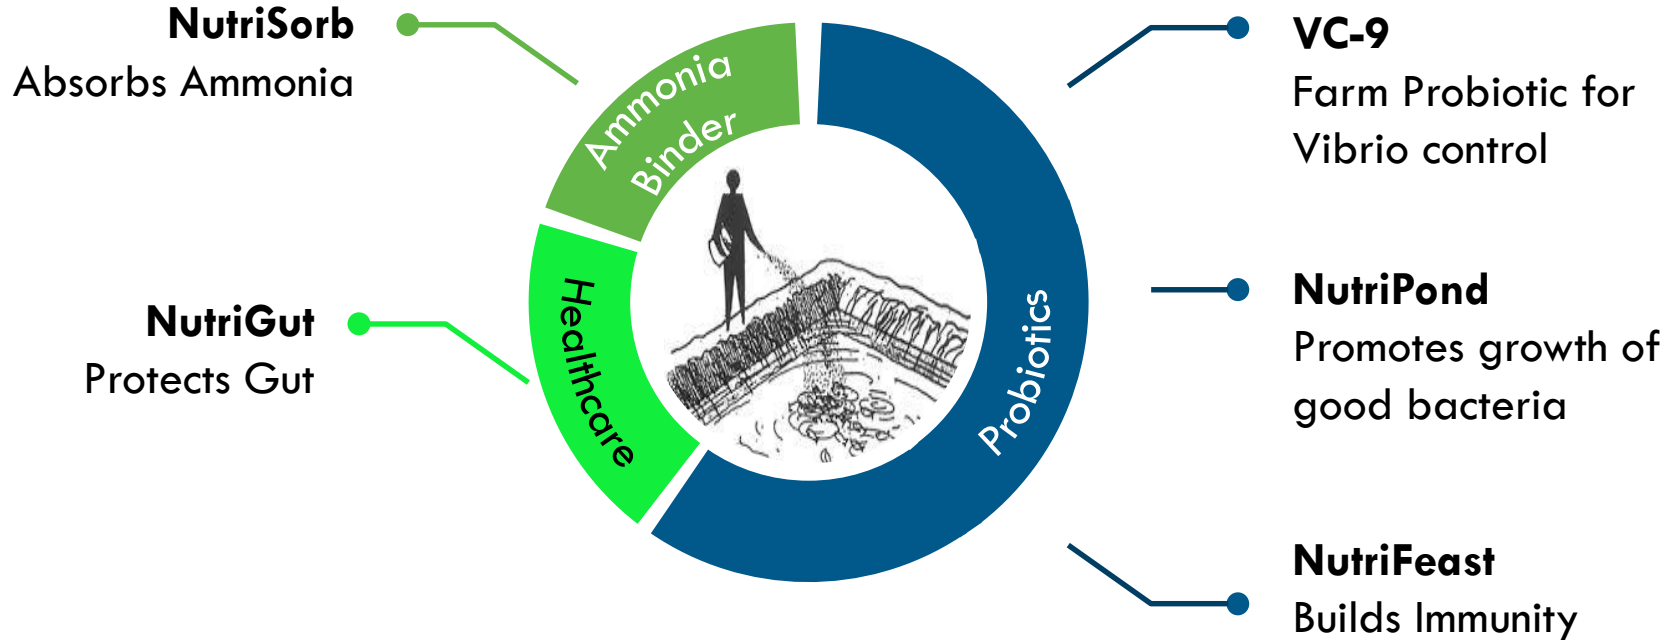 NutriSorb
Absorbs Ammonia
Ammonia
Binder
VC-9
Farm Probiotic for
Vibrio control
NutriGut
Protects Gut
Healthcare
Probiotics
NutriPond
Promotes growth of
good bacteria
NutriFeast
Builds Immunity